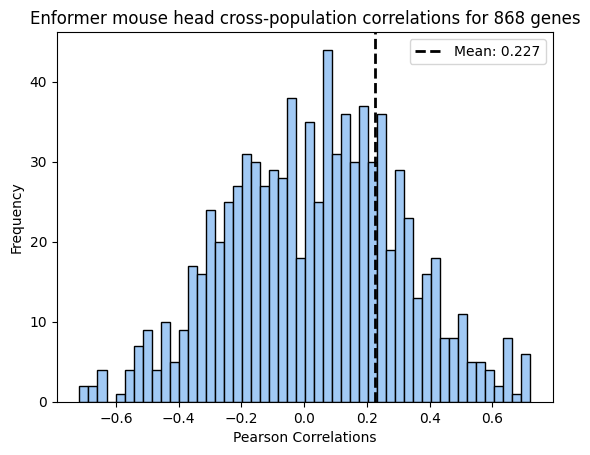 Enformer mouse head cross-population correlations for 868 genes
Mean: 0.227
Frequency
40
30
20
10
0
−0.6 −0.4 −0.2 0.0 0.2 0.4 0.6
Pearson Correlations